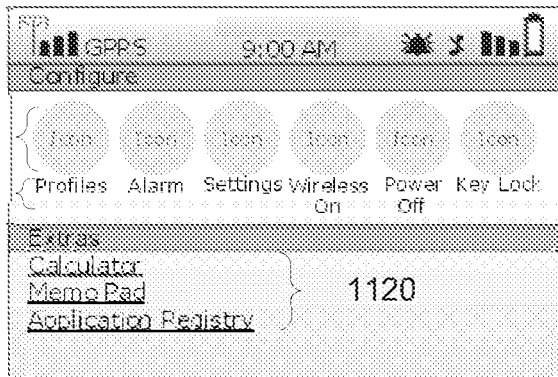 GPRS 9:00 AM
Configure
Icon Icon Icon Icon Icon Icon
Profiles Alarm Settings Wireless On Power Off Key Lock
Extras
Calculator
Memo Pad
1120
Application Registry